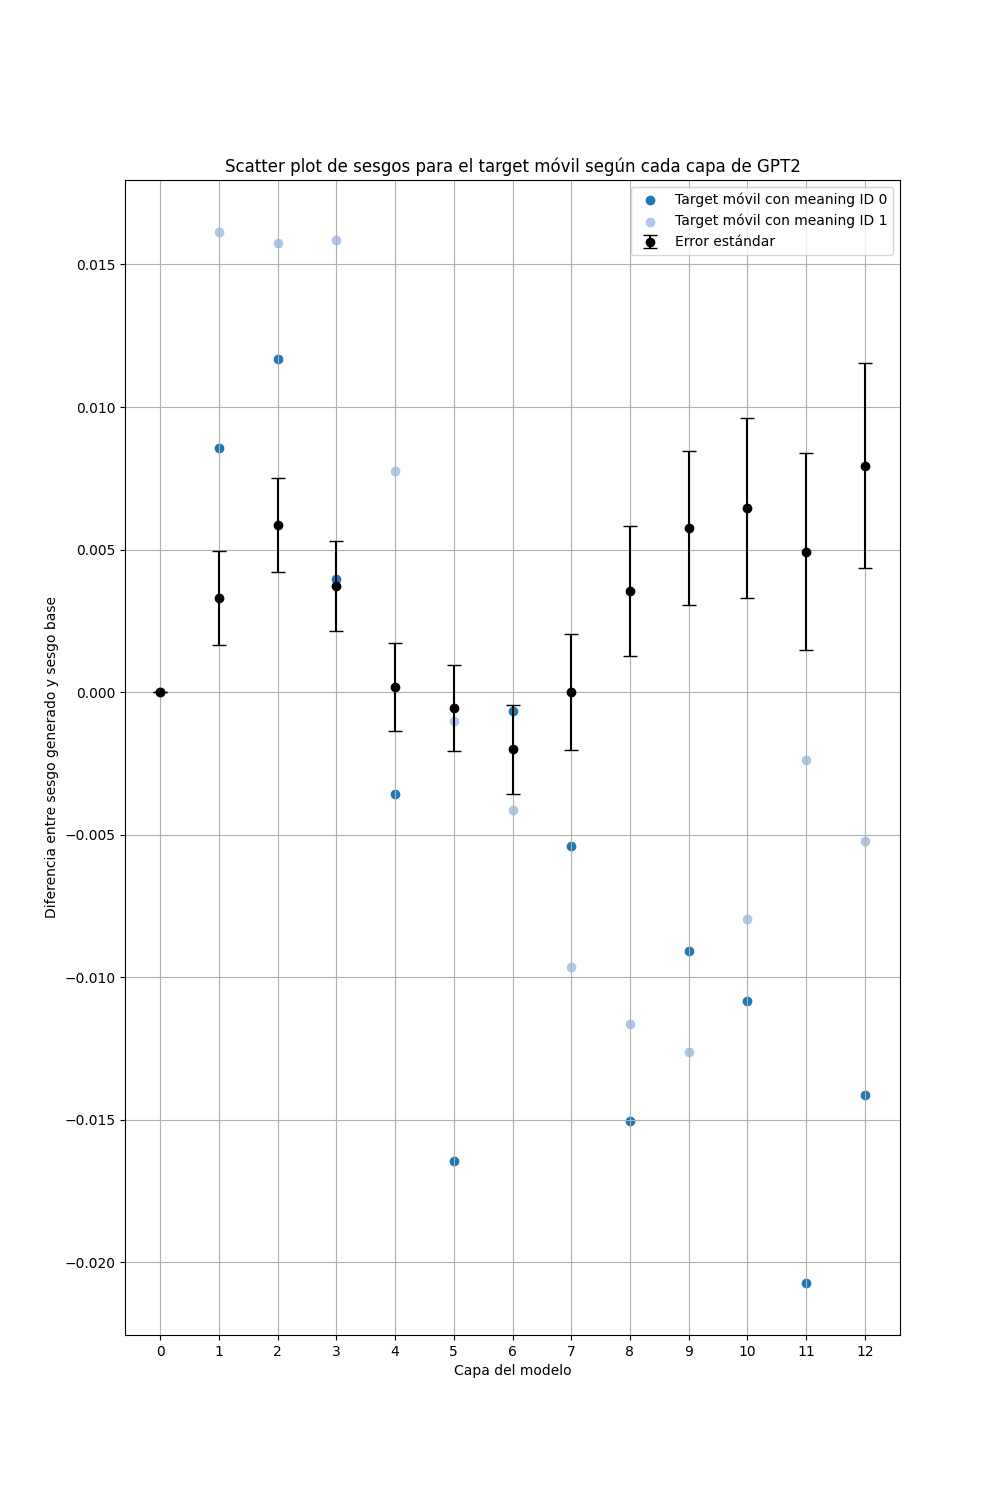 Scatter plot de sesgos para el target móvil según cada capa de GPT2
Target móvil con meaning ID 0
Target móvil con meaning ID 1
Error estándar
0.015
0.010
0.005
0.000
−0.005
−0.010
−0.015
−0.020
Diferencia entre sesgo generado y sesgo base
0 1 2 3 4 5 6 7 8 9 10 11 12
Capa del modelo